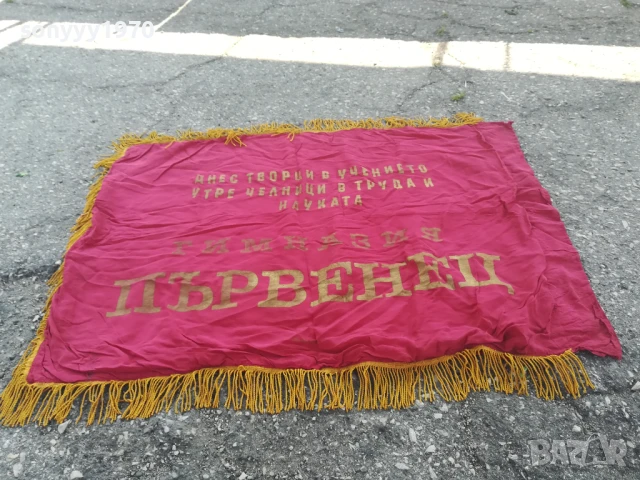 sonyyy1970
ДНЕС ТВОРЦИ В УЧЕНИЕТО
УТРЕ ЧЕЛНИЦИ В ТРУДА И
НАУКАТА
ГИМНАЗИЯ
ПЪРВЕНЕЦ
BAZAR